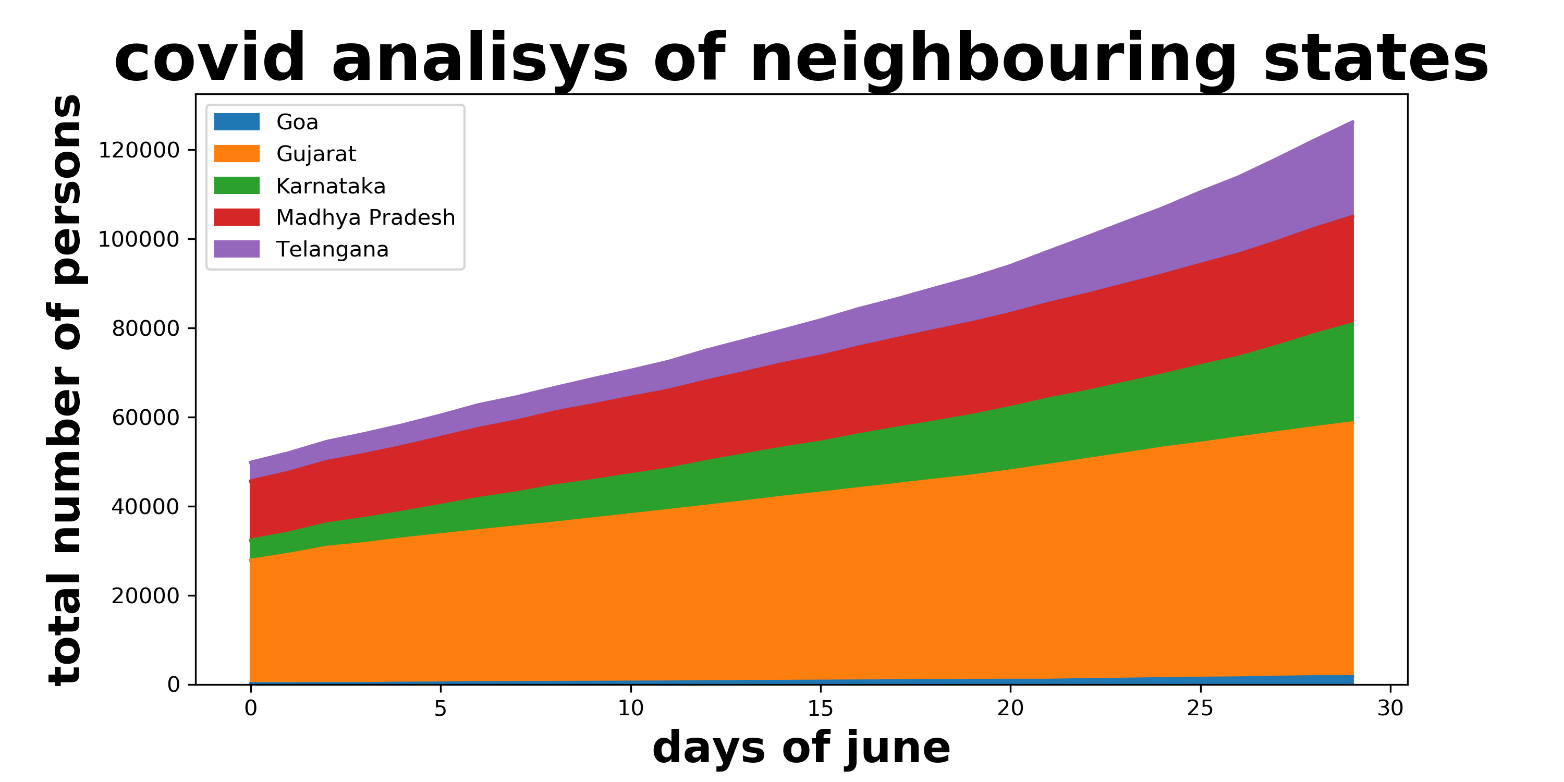 covid analisys of neighbouring states
total number of persons
120000
100000
80000
60000
40000
20000
0
Goa
Gujarat
Karnataka
Madhya Pradesh
Telangana
0 5 10 15 20 25 30
days of june